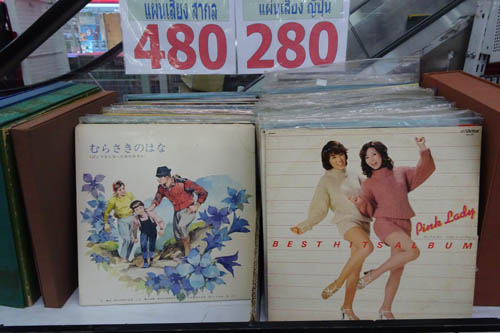 แผ่นเสียง สากล
480
แผ่นเสียง ญี่ปุ่น
280
むらさきのはな
Victor
Pink Lady
BEST HITS ALBUM